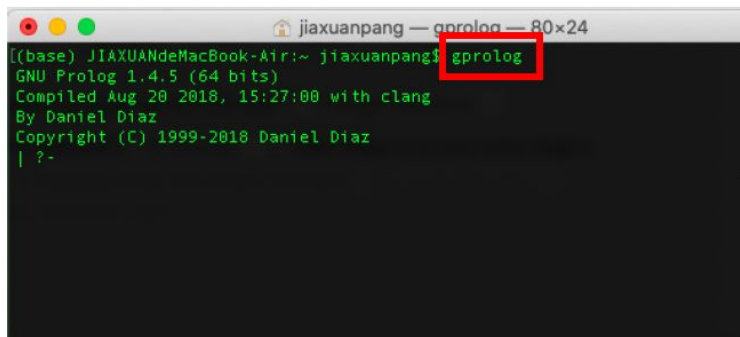 jiaxuanpang — gprolog — 80×24
[(base) JIAXUANdeMacBook-Air:~ jiaxuanpang$ gprolog
GNU Prolog 1.4.5 (64 bits)
Compiled Aug 20 2018, 15:27:00 with clang
By Daniel Diaz
Copyright (C) 1999-2018 Daniel Diaz
| ?-